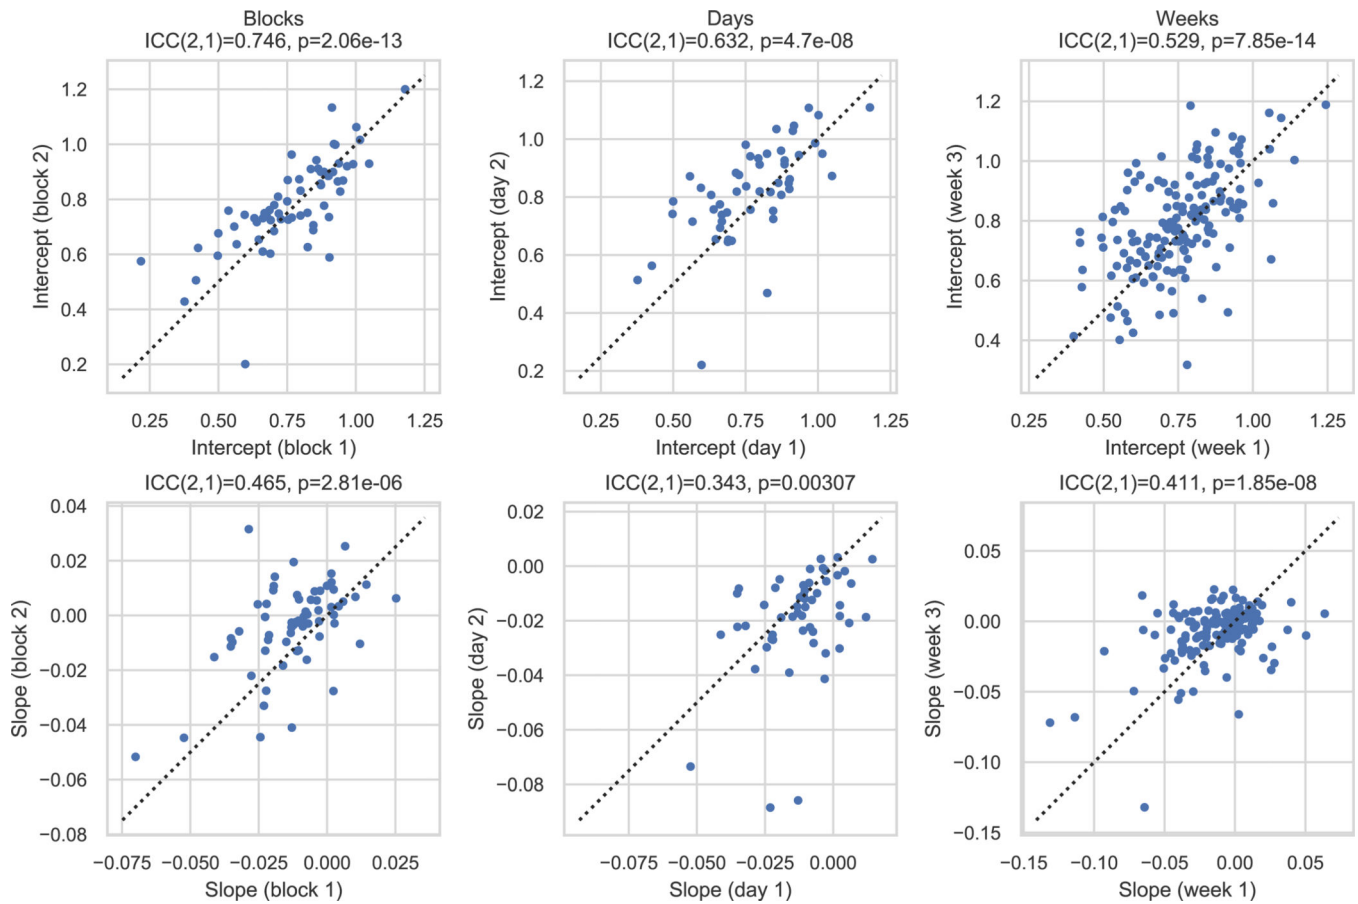 Blocks
ICC(2,1)=0.746, p=2.06e-13
1.2
1.0
0.8
0.6
0.4
0.2
Intercept (block 2)
0.25 0.50 0.75 1.00 1.25
Intercept (block 1)
Days
ICC(2,1)=0.632, p=4.7e-08
1.2
1.0
0.8
0.6
0.4
0.2
Intercept (day 2)
0.25 0.50 0.75 1.00 1.25
Intercept (day 1)
Weeks
ICC(2,1)=0.529, p=7.85e-14
1.2
1.0
0.8
0.6
0.4
Intercept (week 3)
0.25 0.50 0.75 1.00 1.25
Intercept (week 1)
ICC(2,1)=0.465, p=2.81e-06
0.04
0.02
0.00
−0.02
−0.04
−0.06
−0.08
Slope (block 2)
−0.075 −0.050 −0.025 0.000 0.025
Slope (block 1)
ICC(2,1)=0.343, p=0.00307
0.02
0.00
−0.02
−0.04
−0.06
−0.08
Slope (day 2)
−0.075 −0.050 −0.025 0.000
Slope (day 1)
ICC(2,1)=0.411, p=1.85e-08
0.05
0.00
−0.05
−0.10
−0.15
Slope (week 3)
−0.15 −0.10 −0.05 0.00 0.05
Slope (week 1)